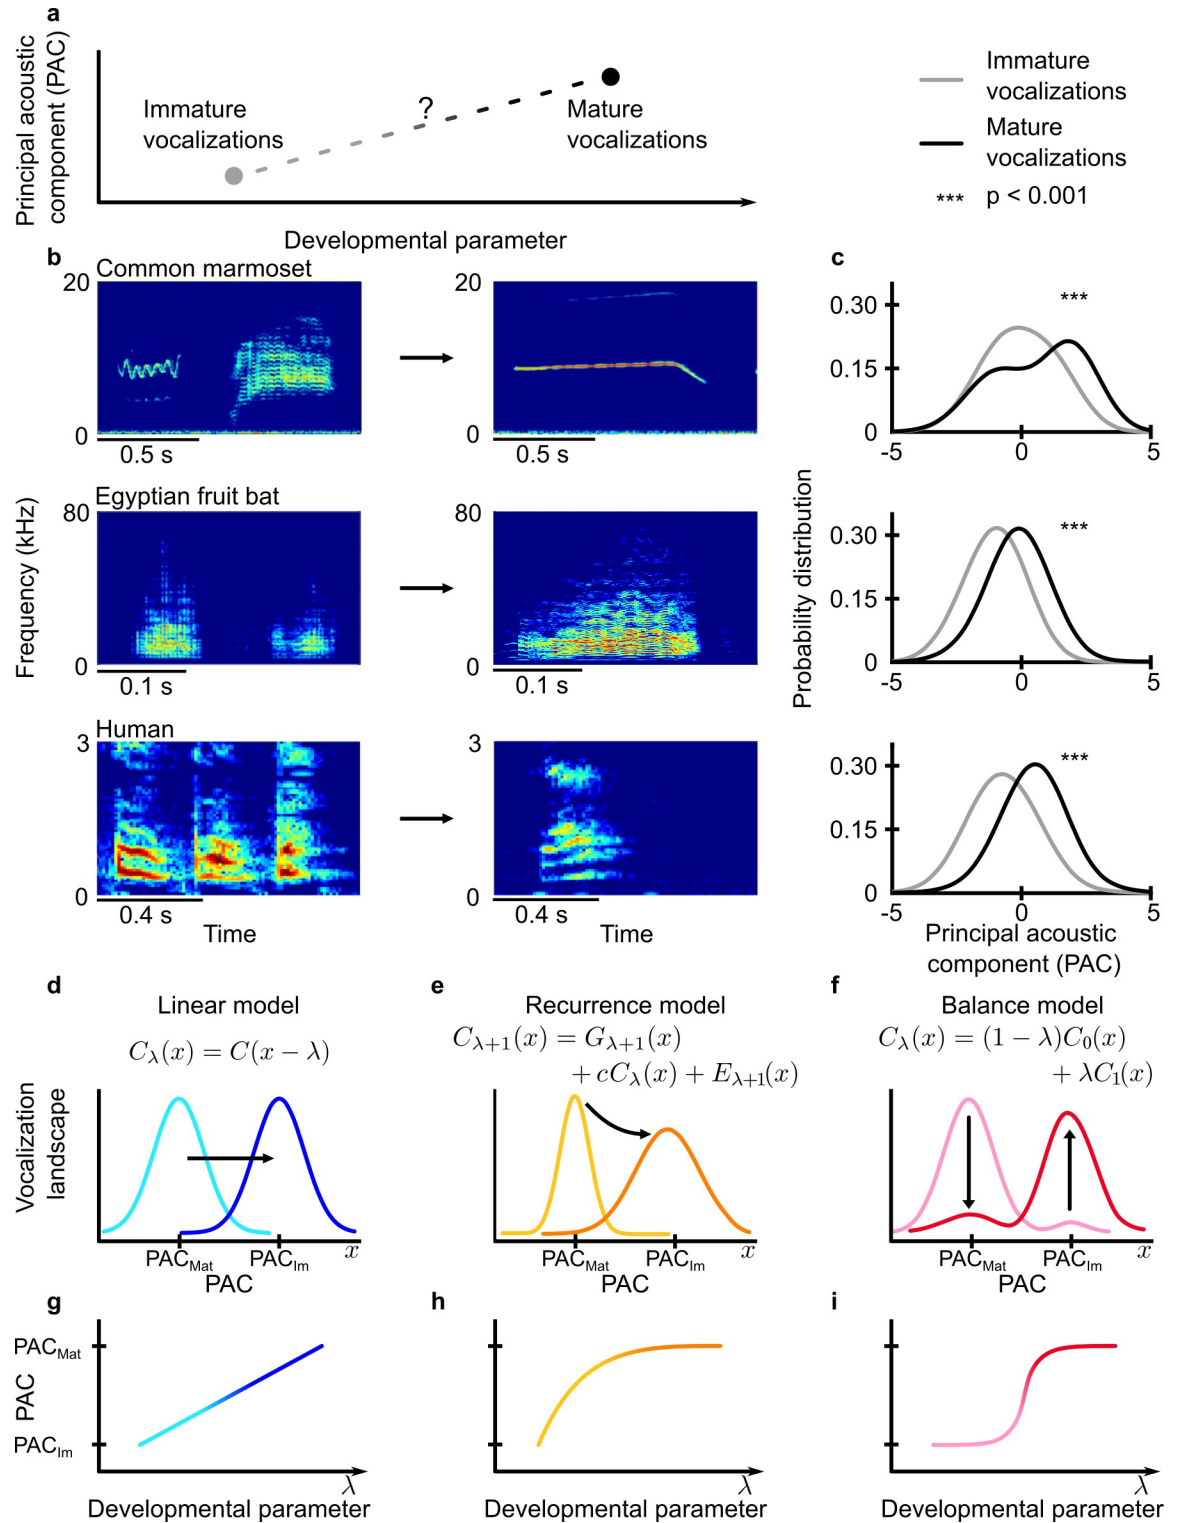 a
Principal acoustic
component (PAC)
Immature
vocalizations
?
Mature
vocalizations
Developmental parameter
Immature
vocalizations
Mature
vocalizations
*** p < 0.001
b
Common marmoset
20
0
0.5 s
20
0
0.5 s
Egyptian fruit bat
80
0
0.1 s
80
0
0.1 s
Human
3
0
0.4 s
3
0
0.4 s
Frequency (kHz)
Time
Time
c
***
0.30
0.15
0
-5 0 5
***
0.30
0.15
0
-5 0 5
***
0.30
0.15
0
-5 0 5
Probability distribution
Principal acoustic
component (PAC)
d
Linear model
C_λ(x) = C(x − λ)
Vocalization
landscape
PAC_Mat PAC_Im x
PAC
e
Recurrence model
C_{λ+1}(x) = G_{λ+1}(x)
+ cC_λ(x) + E_{λ+1}(x)
PAC_Mat PAC_Im x
PAC
f
Balance model
C_λ(x) = (1 − λ)C_0(x)
+ λC_1(x)
PAC_Mat PAC_Im x
PAC
g
PAC_Mat
PAC
PAC_Im
λ
Developmental parameter
h
λ
Developmental parameter
i
λ
Developmental parameter